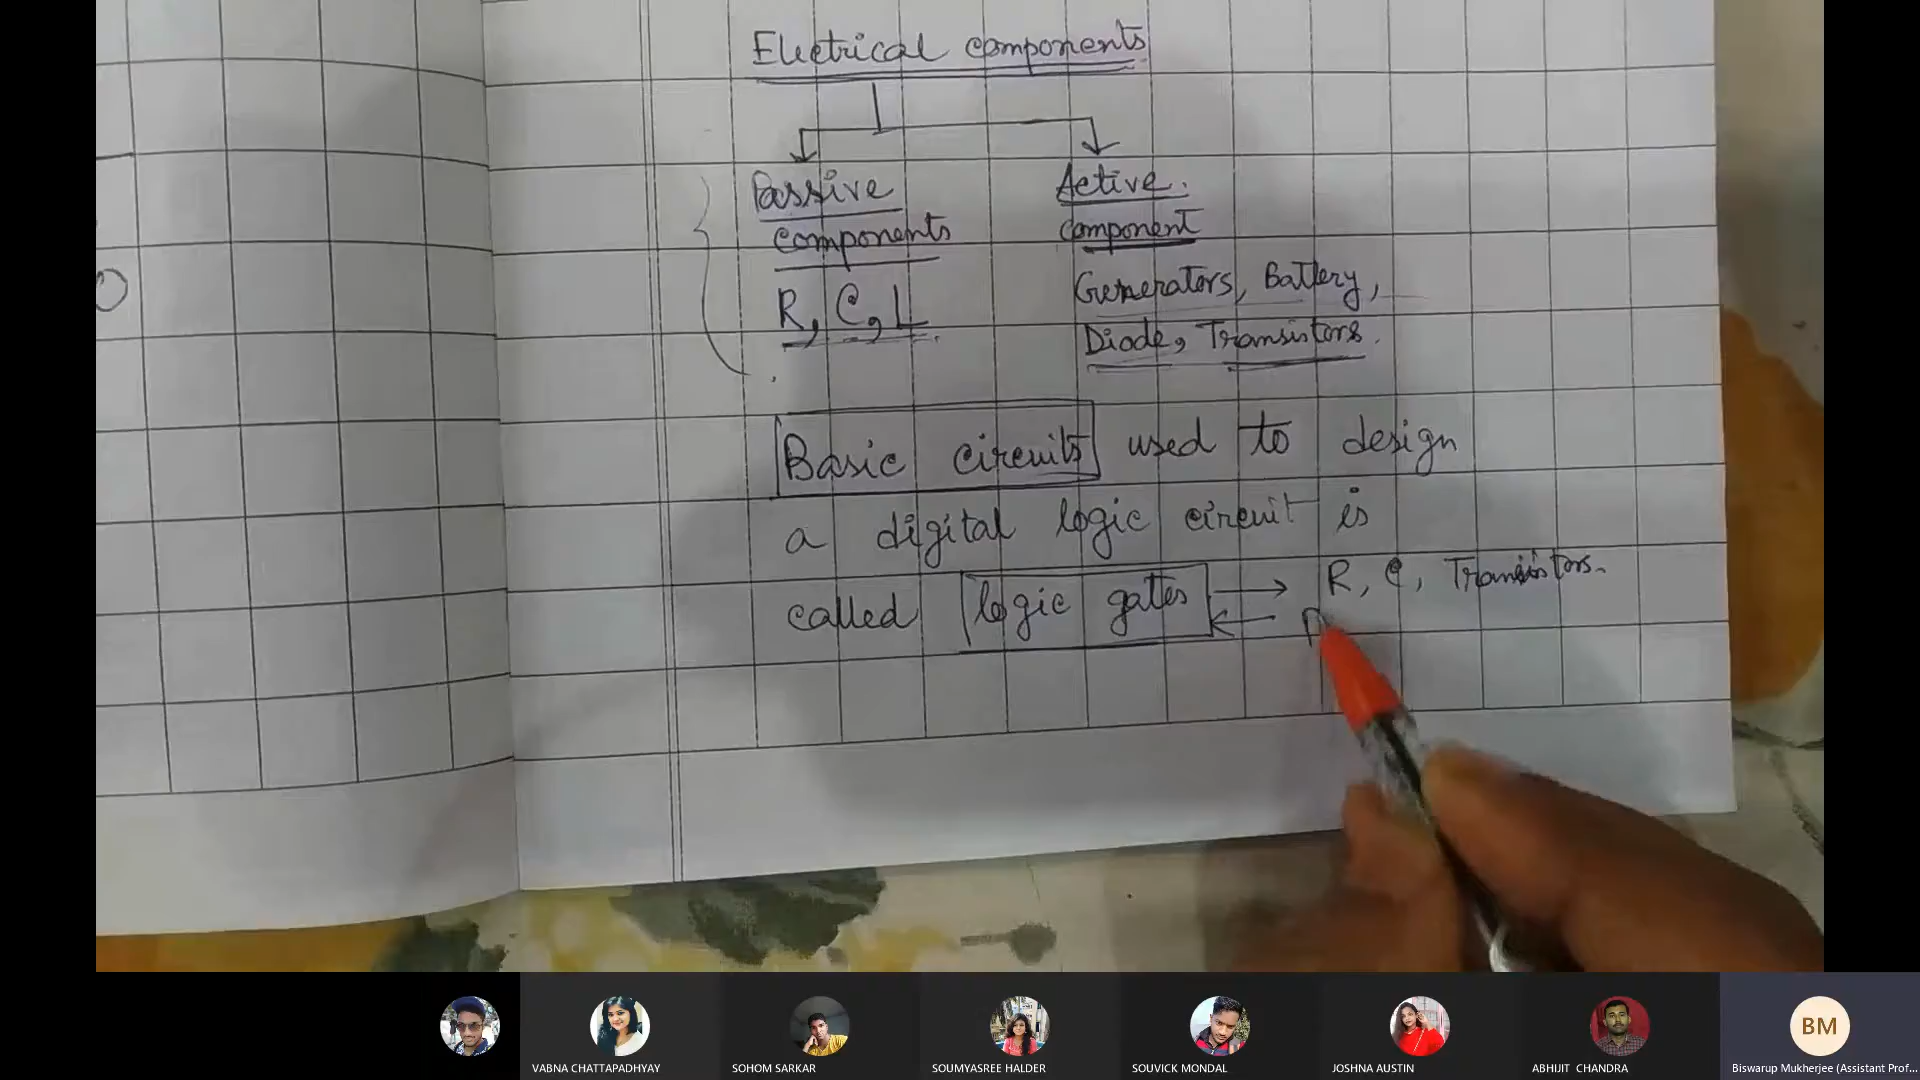 Electrical components
Passive
components
R, C, L
Active.
component
Generators, Battery,
Diode, Transistors.
Basic circuits used to design
a digital logic circuit is
called logic gates → R, C, Transistors.
←
VABNA CHATTAPADHYAY
SOHOM SARKAR
SOUMYASREE HALDER
SOUVICK MONDAL
JOSHNA AUSTIN
ABHIJIT CHANDRA
BM
Biswarup Mukherjee (Assistant Prof...